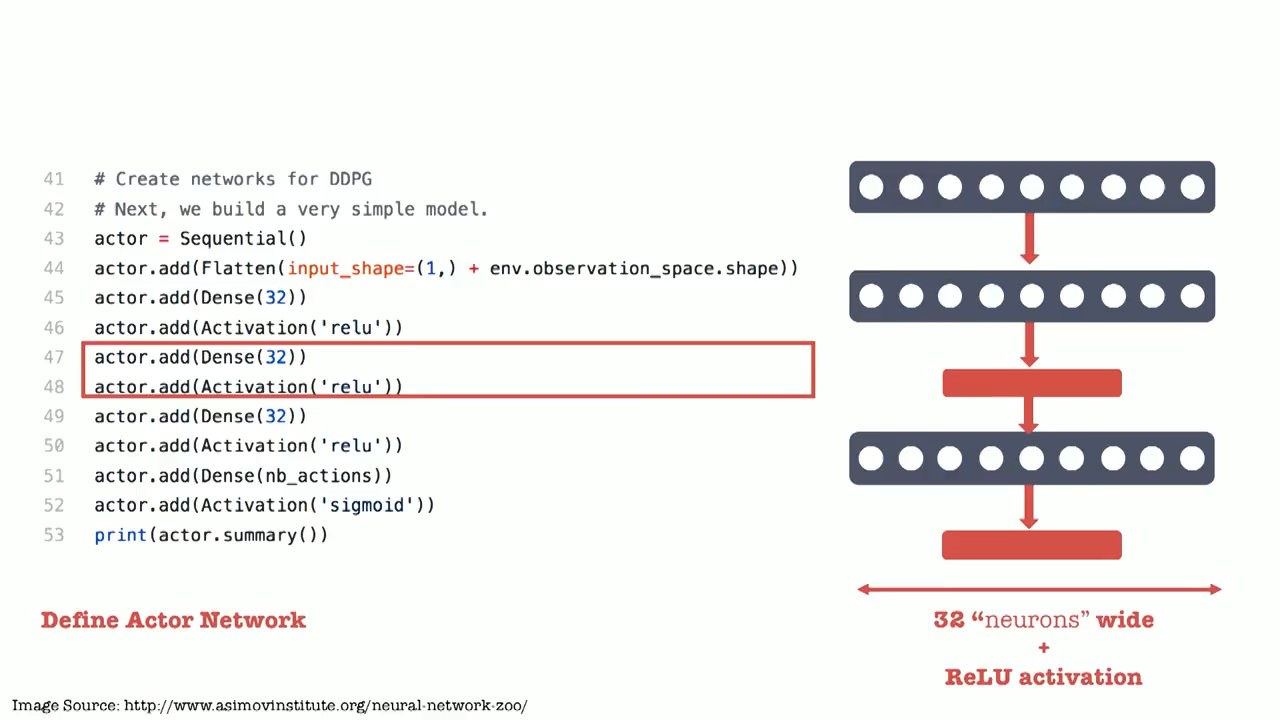 41 # Create networks for DDPG
42 # Next, we build a very simple model.
43 actor = Sequential()
44 actor.add(Flatten(input_shape=(1,) + env.observation_space.shape))
45 actor.add(Dense(32))
46 actor.add(Activation('relu'))
47 actor.add(Dense(32))
48 actor.add(Activation('relu'))
49 actor.add(Dense(32))
50 actor.add(Activation('relu'))
51 actor.add(Dense(nb_actions))
52 actor.add(Activation('sigmoid'))
53 print(actor.summary())
Define Actor Network
32 “neurons” wide
+
ReLU activation
Image Source: http://www.asimovinstitute.org/neural-network-zoo/